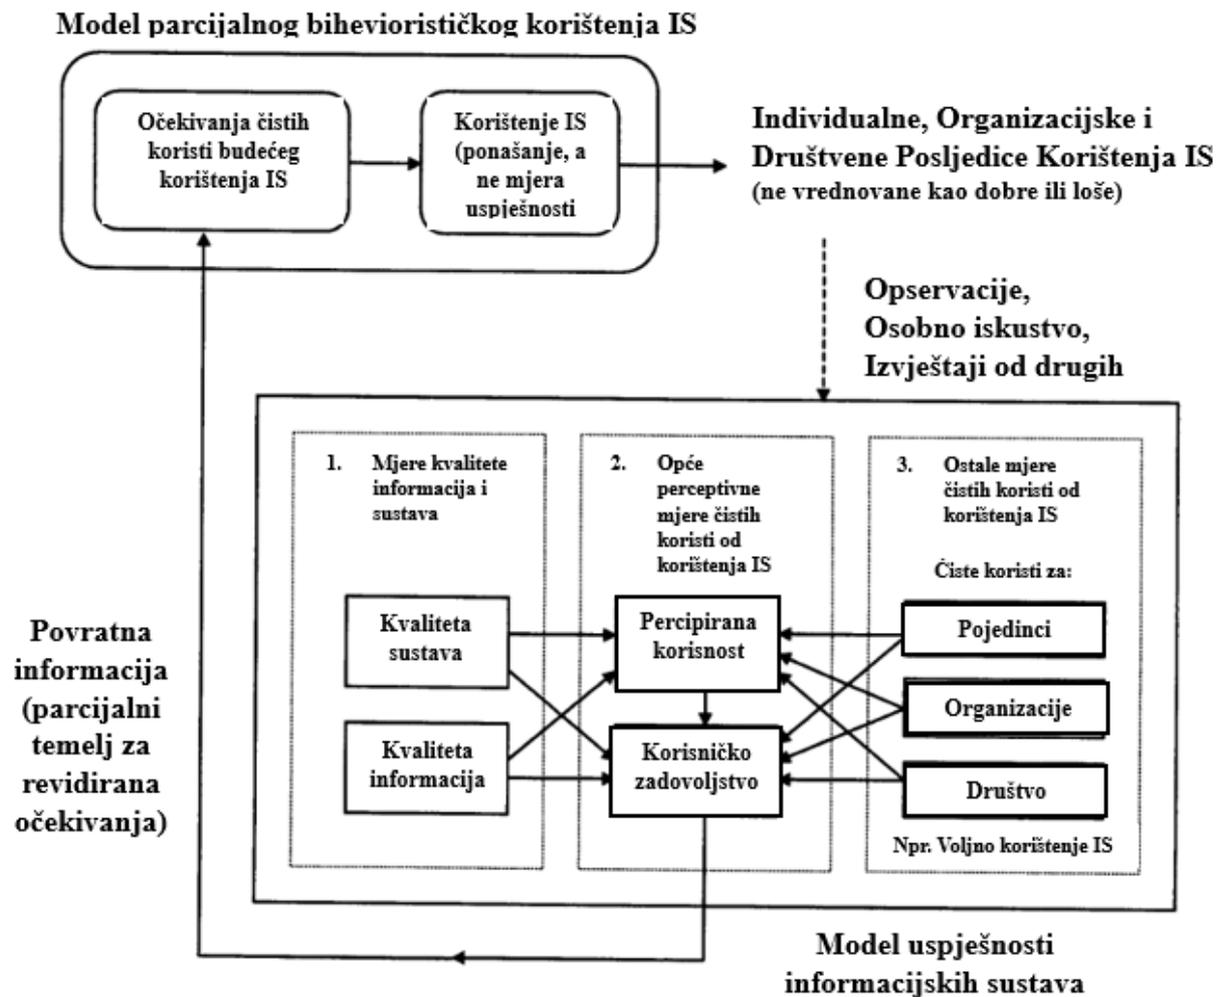 Model parcijalnog biheviorističkog korištenja IS
Očekivanja čistih
koristi budećeg
korištenja IS
Korištenje IS
(ponašanje, a
ne mjera
uspješnosti
Individualne, Organizacijske i
Društvene Posljedice Korištenja IS
(ne vrednovane kao dobre ili loše)
Opservacije,
Osobno iskustvo,
Izvještaji od drugih
1. Mjere kvalitete
informacija i
sustava
Kvaliteta
sustava
Kvaliteta
informacija
2. Opće
perceptivne
mjere čistih
koristi od
korištenja IS
Percipirana
korisnost
Korisničko
zadovoljstvo
3. Ostale mjere
čistih koristi od
korištenja IS
Čiste koristi za:
Pojedinci
Organizacije
Društvo
Npr. Voljno korištenje IS
Povratna
informacija
(parcijalni
temelj za
revidirana
očekivanja)
Model uspješnosti
informacijskih sustava